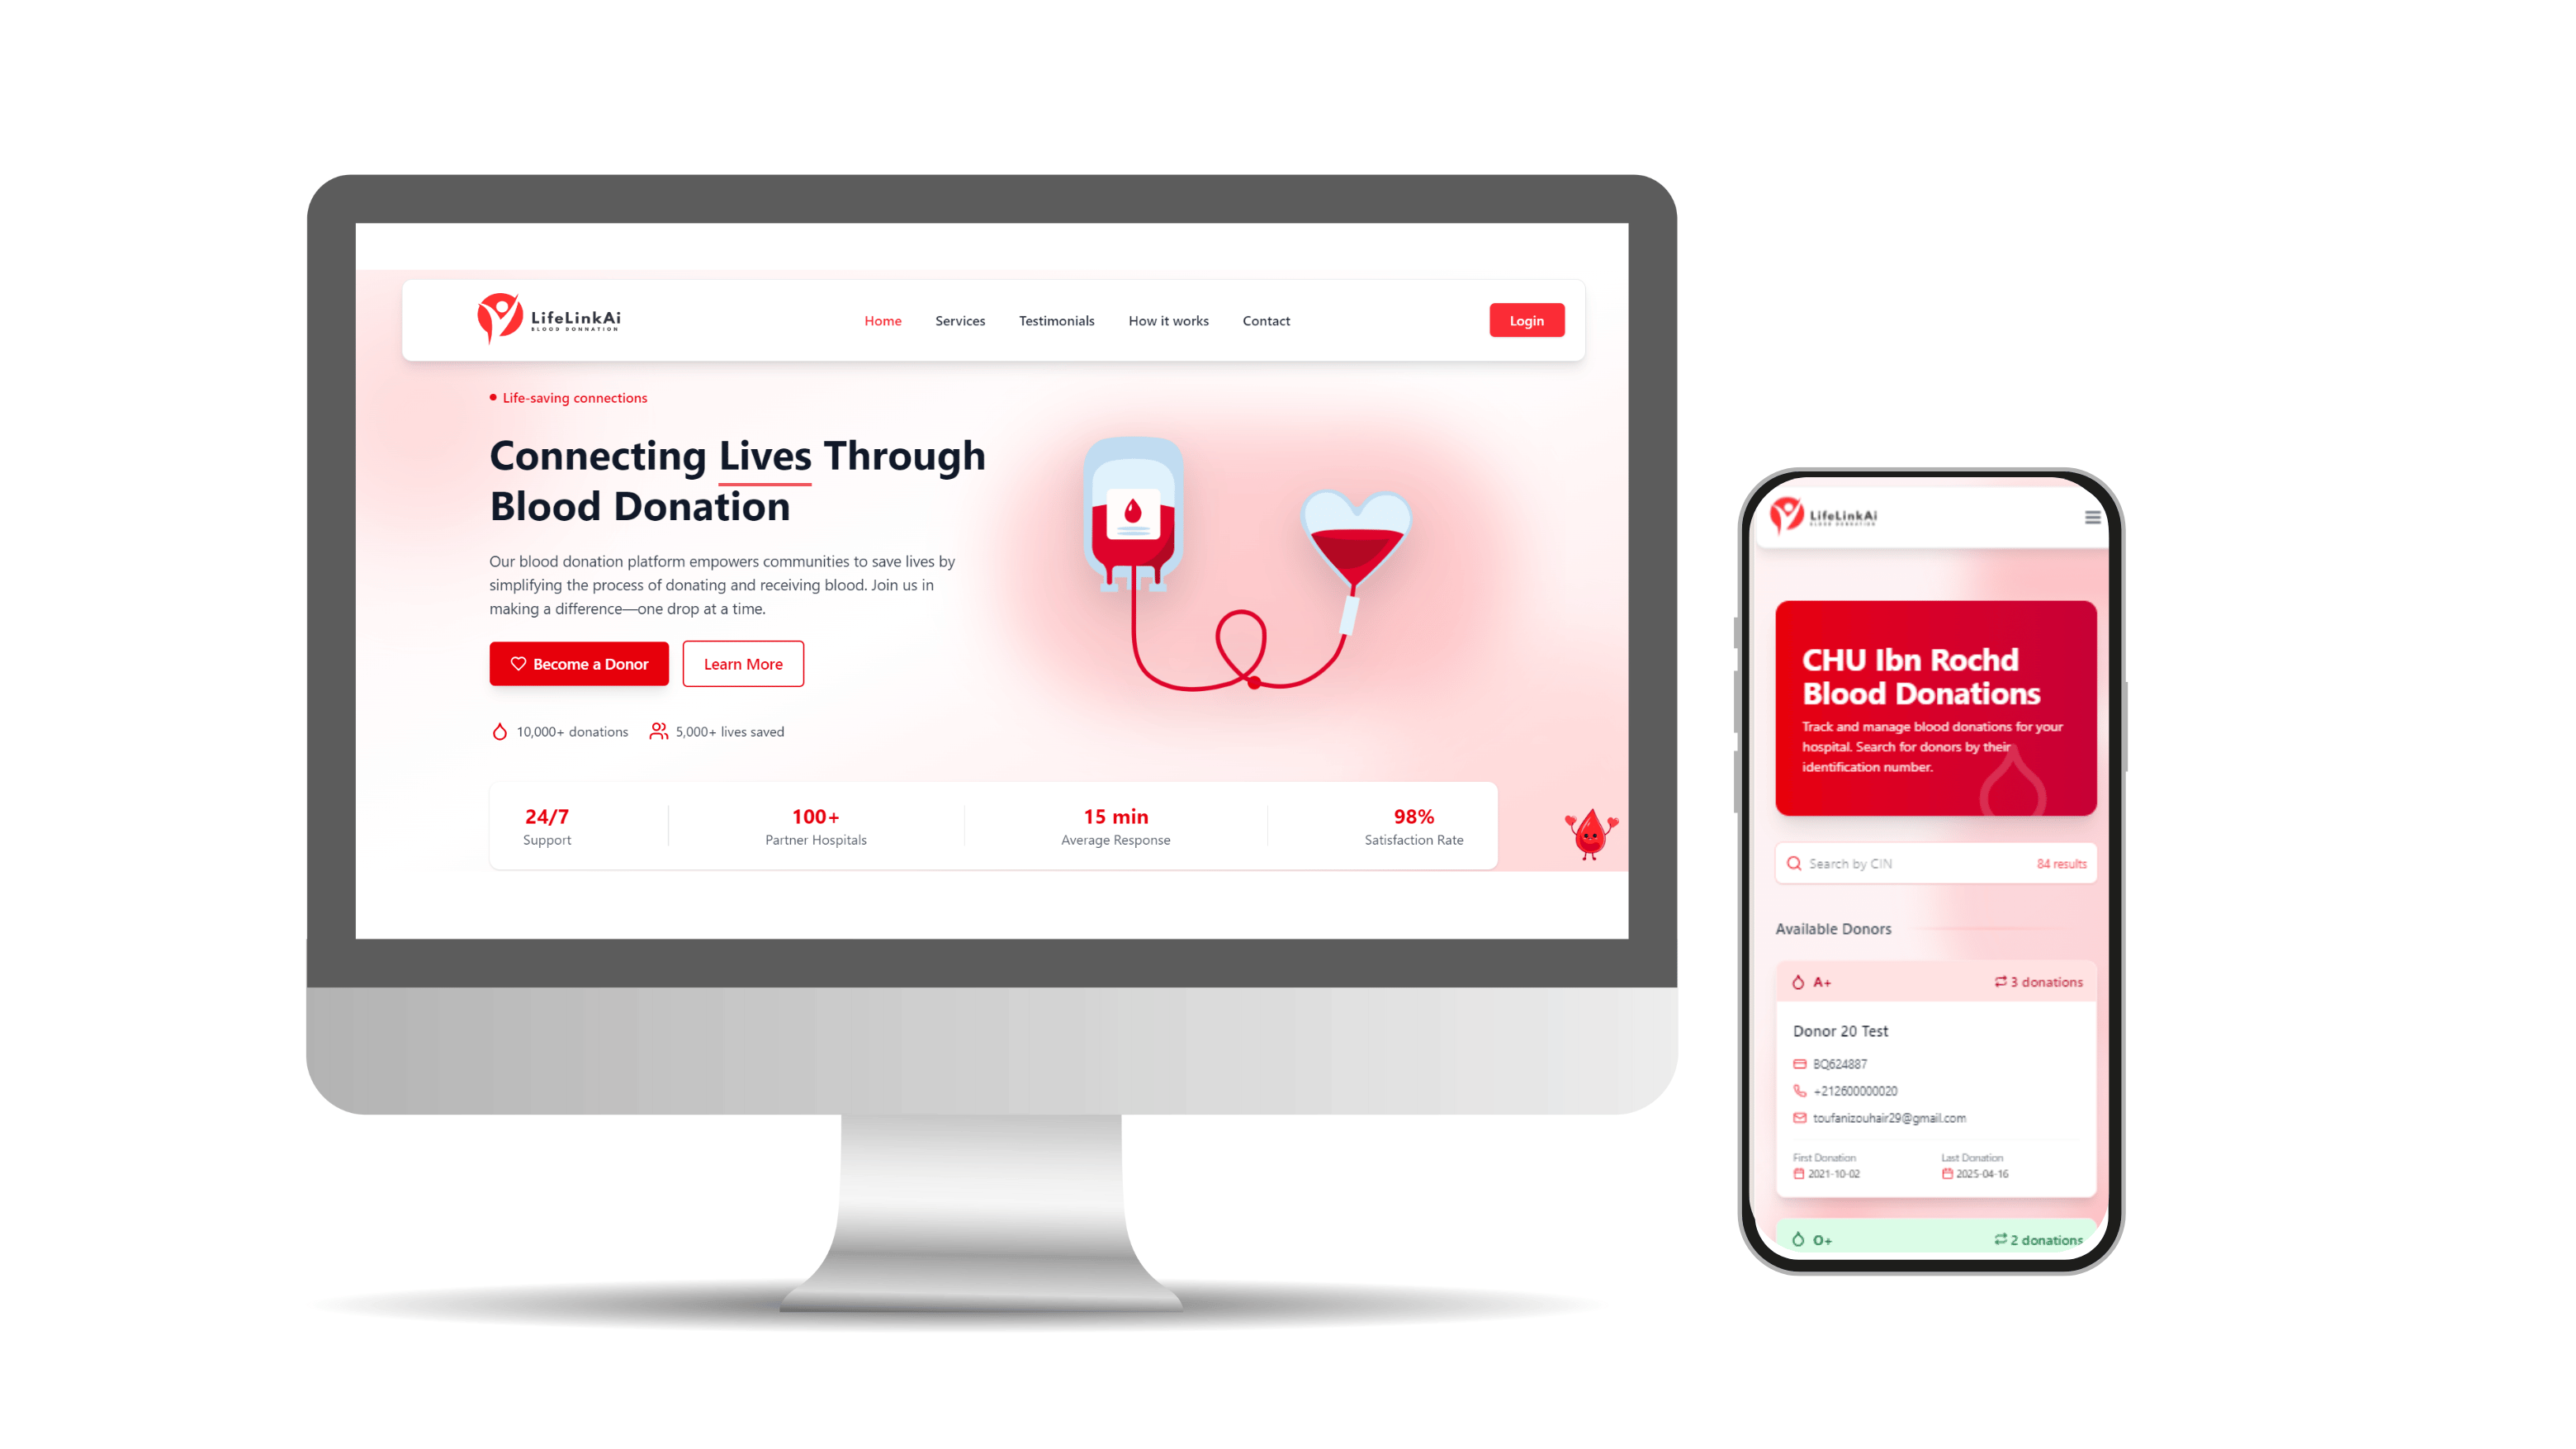 LifeLinkAi
BLOOD DONNATION
Home Services Testimonials How it works Contact
Login
Life-saving connections
Connecting Lives Through
Blood Donation
Our blood donation platform empowers communities to save lives by
simplifying the process of donating and receiving blood. Join us in
making a difference—one drop at a time.
Become a Donor
Learn More
10,000+ donations
5,000+ lives saved
24/7
Support
100+
Partner Hospitals
15 min
Average Response
98%
Satisfaction Rate
LifeLinkAi
CHU Ibn Rochd
Blood Donations
Track and manage blood donations for your
hospital. Search for donors by their
identification number.
Search by CIN 84 results
Available Donors
A+ 3 donations
Donor 20 Test
BQ624887
+212600000020
toufanizouhair29@gmail.com
First Donation Last Donation
2021-10-02 2025-04-16
O+ 2 donations